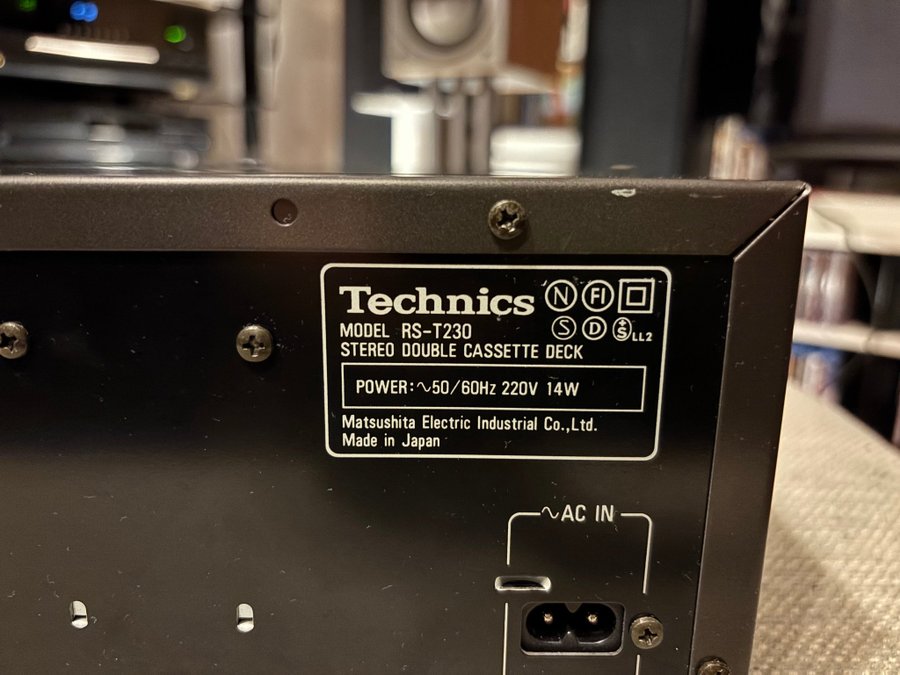 Technics N FI
MODEL RS-T230 S D S LL2
STEREO DOUBLE CASSETTE DECK
POWER:∿50/60Hz 220V 14W
Matsushita Electric Industrial Co.,Ltd.
Made in Japan
∿AC IN